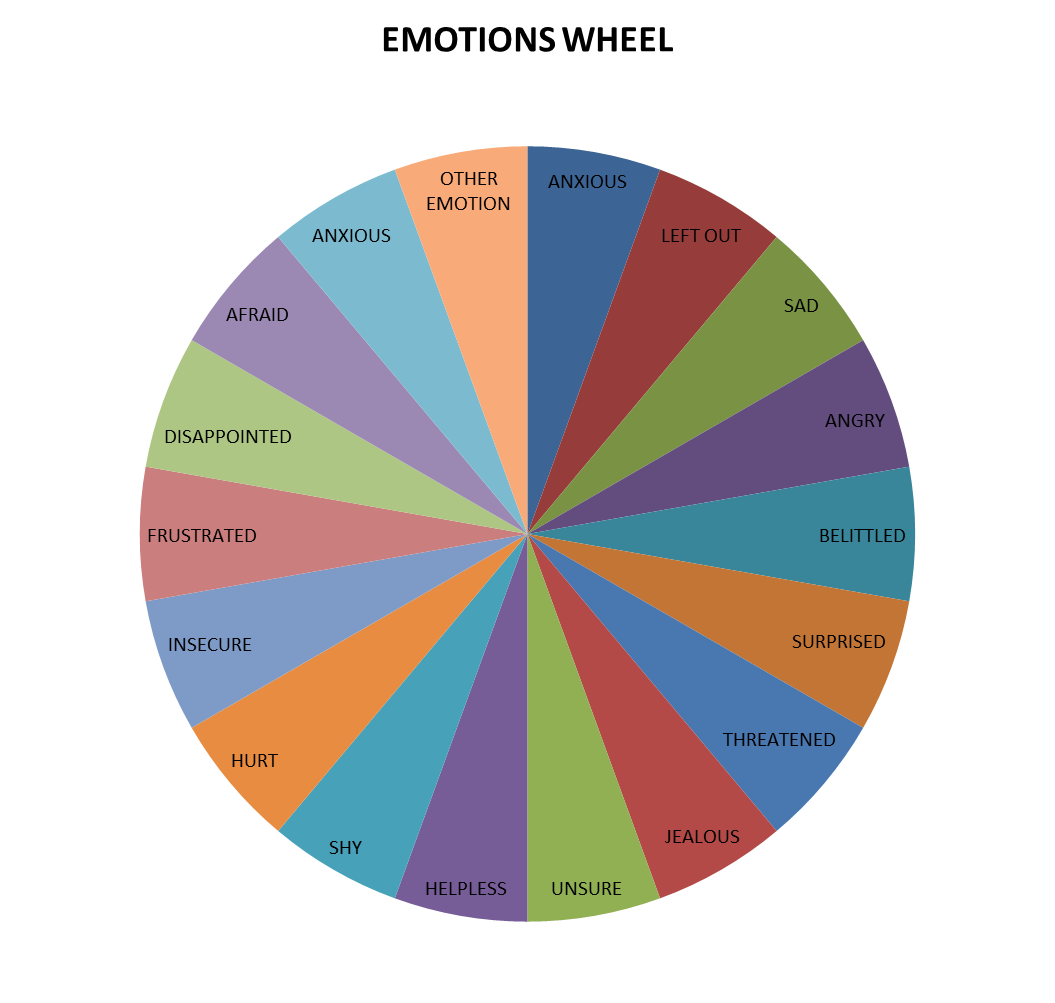 EMOTIONS WHEEL
ANXIOUS
LEFT OUT
SAD
ANGRY
BELITTLED
SURPRISED
THREATENED
JEALOUS
UNSURE
HELPLESS
SHY
HURT
INSECURE
FRUSTRATED
DISAPPOINTED
AFRAID
ANXIOUS
OTHER
EMOTION